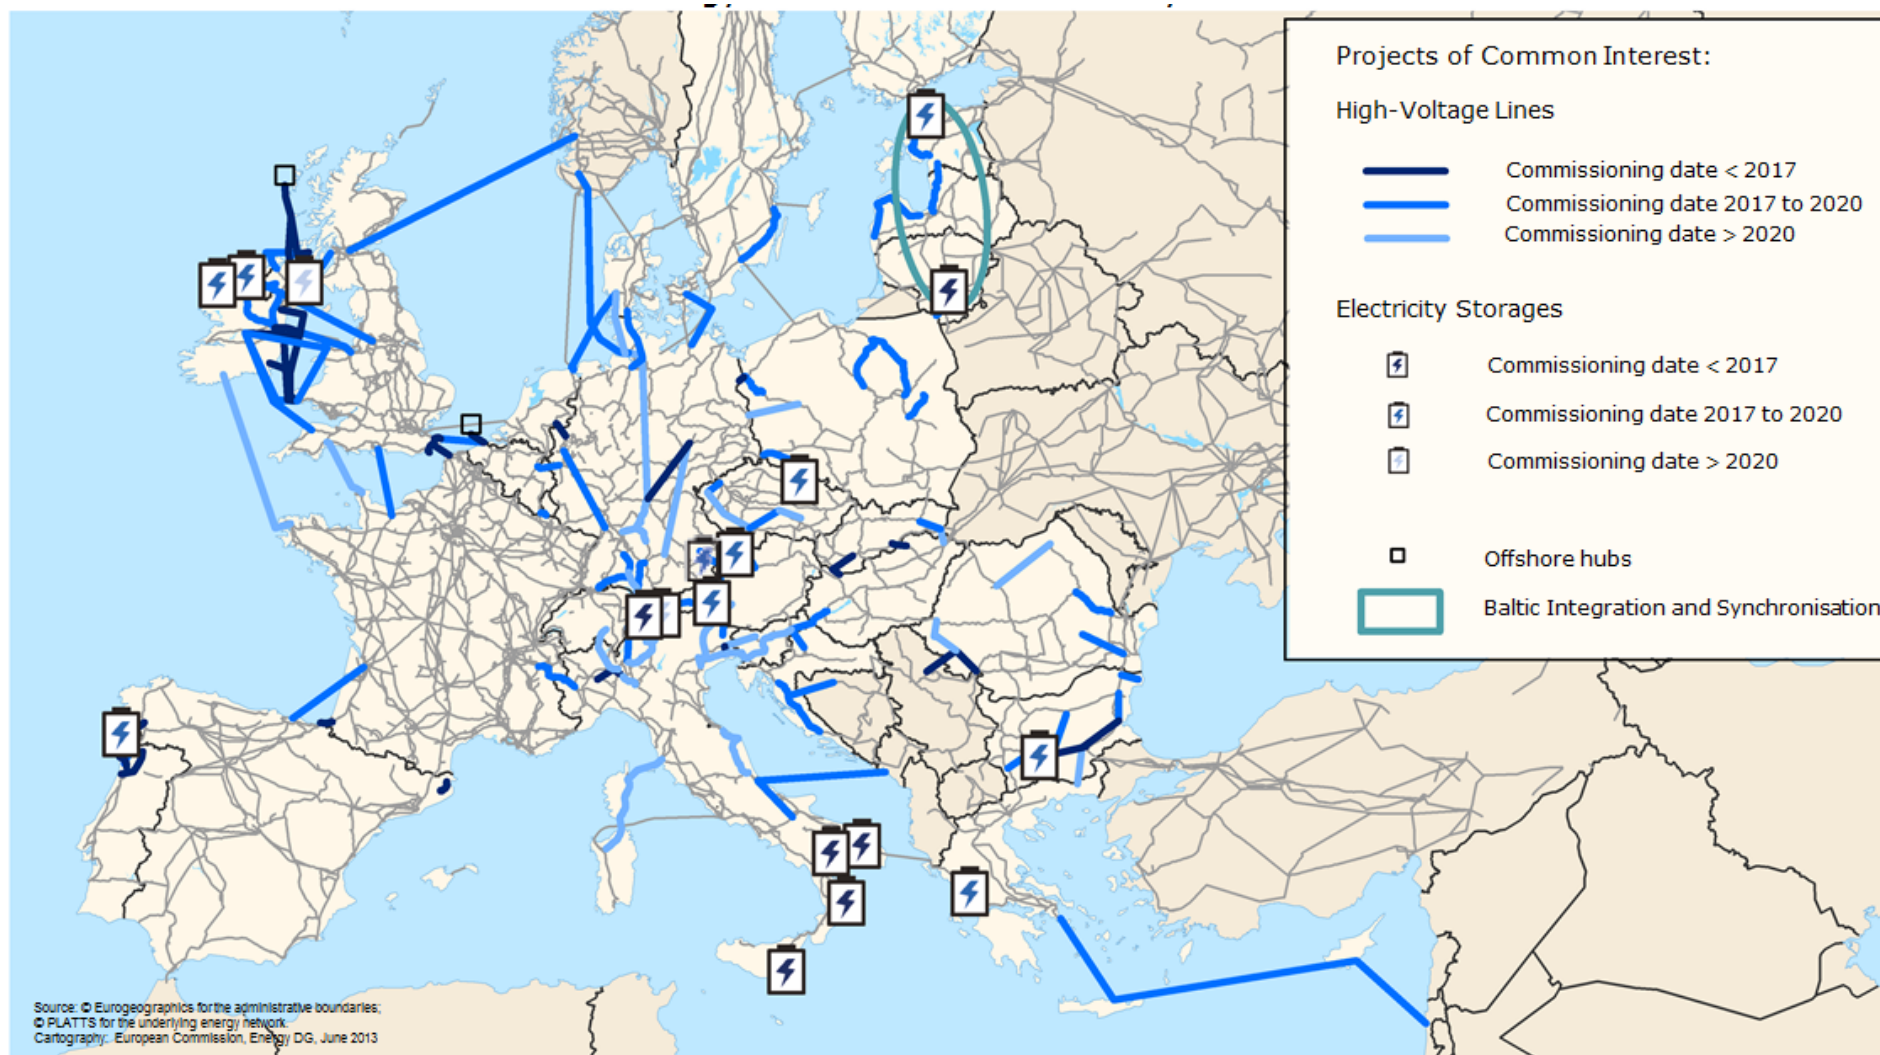 Projects of Common Interest:
High-Voltage Lines
Commissioning date < 2017
Commissioning date 2017 to 2020
Commissioning date > 2020
Electricity Storages
Commissioning date < 2017
Commissioning date 2017 to 2020
Commissioning date > 2020
Offshore hubs
Baltic Integration and Synchronisation
Source: © Eurogeographics for the administrative boundaries;
© PLATTS for the underlying energy network.
Cartography: European Commission, Energy DG, June 2013